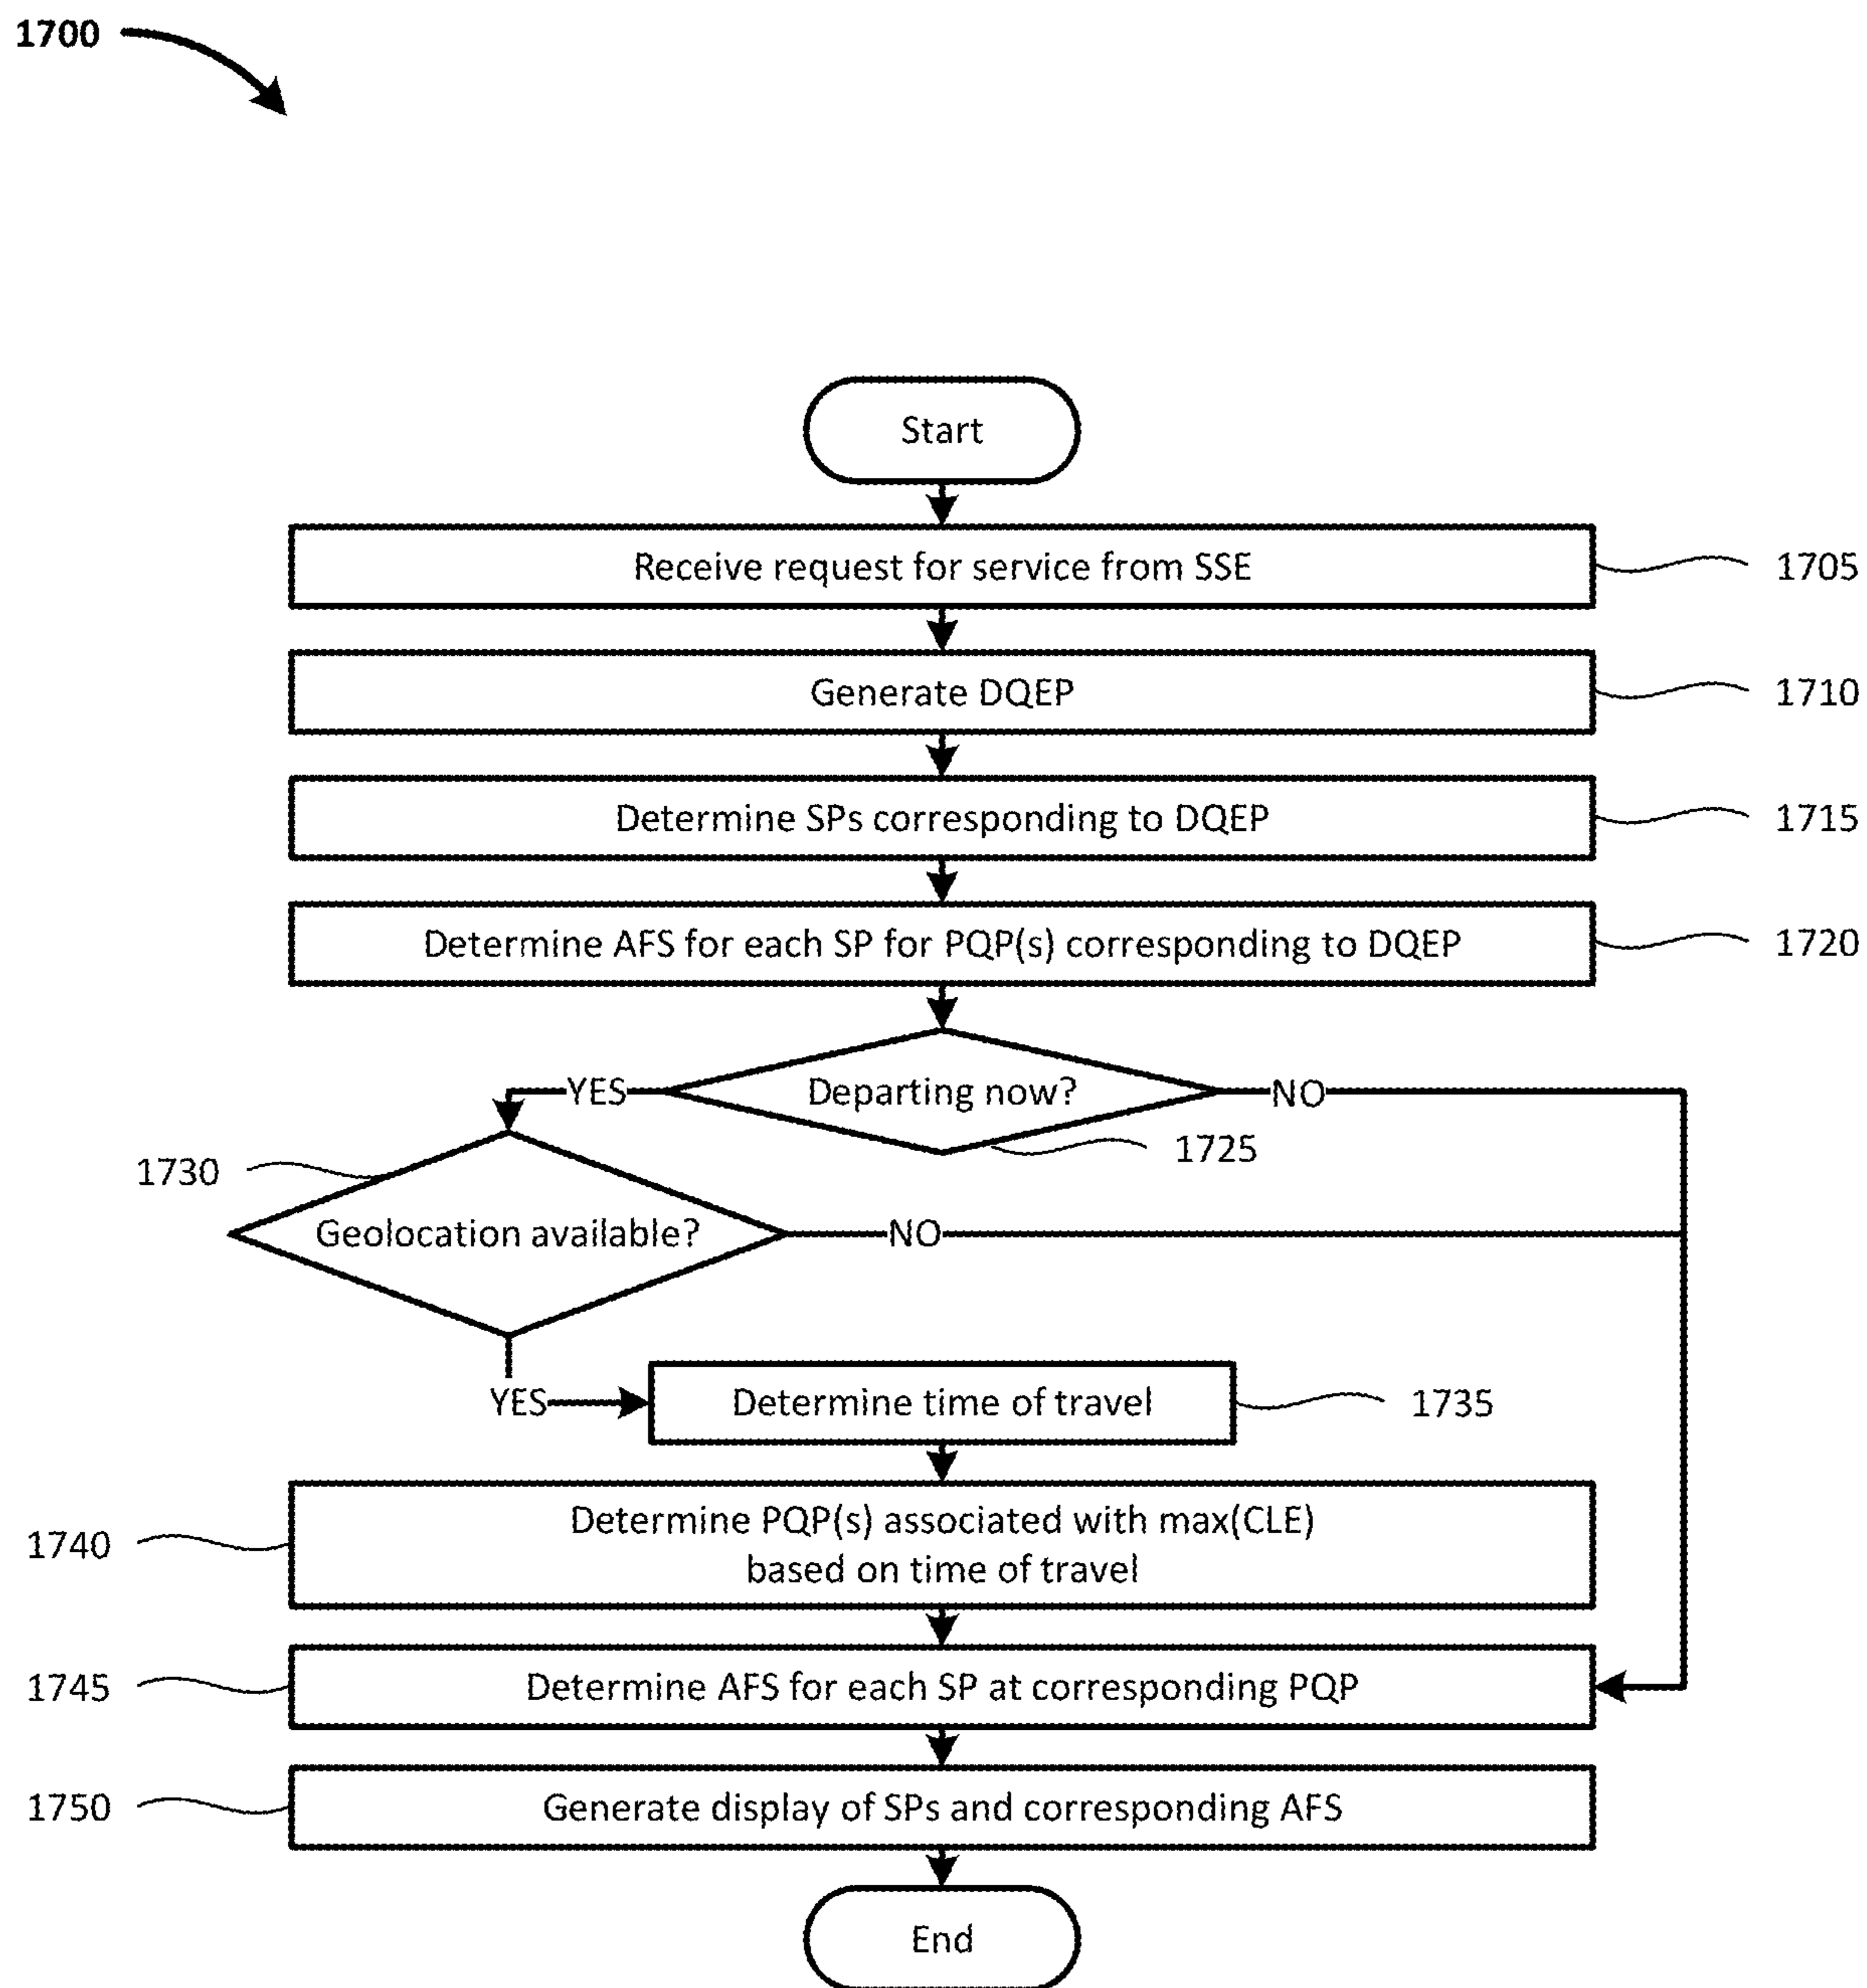 1700
Start
Receive request for service from SSE
1705
Generate DQEP
1710
Determine SPs corresponding to DQEP
1715
Determine AFS for each SP for PQP(s) corresponding to DQEP
1720
YES
Departing now?
NO
1725
1730
Geolocation available?
NO
YES
Determine time of travel
1735
1740
Determine PQP(s) associated with max(CLE)
based on time of travel
1745
Determine AFS for each SP at corresponding PQP
1750
Generate display of SPs and corresponding AFS
End